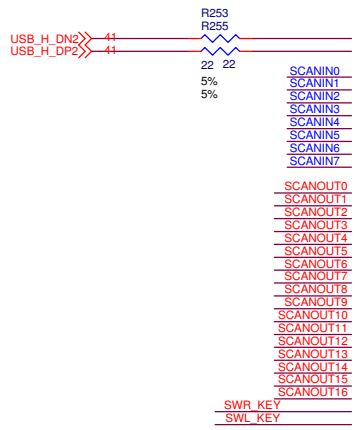 R253
R255
USB_H_DN2 41
USB_H_DP2 41
22 22
5%
5%
SCANIN0
SCANIN1
SCANIN2
SCANIN3
SCANIN4
SCANIN5
SCANIN6
SCANIN7
SCANOUT0
SCANOUT1
SCANOUT2
SCANOUT3
SCANOUT4
SCANOUT5
SCANOUT6
SCANOUT7
SCANOUT8
SCANOUT9
SCANOUT10
SCANOUT11
SCANOUT12
SCANOUT13
SCANOUT14
SCANOUT15
SCANOUT16
SWR_KEY
SWL_KEY